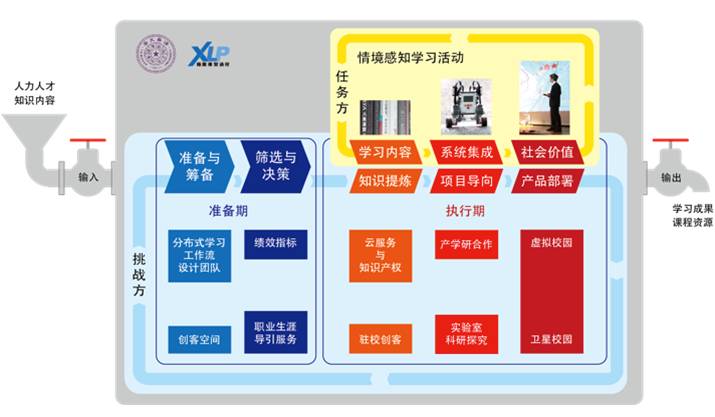 XLP
情境感知学习活动
任务方
人力人才
知识内容
输入
准备与
筹备
筛选与
决策
学习内容
系统集成
社会价值
知识提炼
项目导向
产品部署
输出
学习成果
课程资源
准备期
执行期
挑战方
分布式学习
工作流
设计团队
绩效指标
云服务
与
知识产权
产学研合作
虚拟校园
创客空间
职业生涯
导引服务
驻校创客
实验室
科研探究
卫星校园